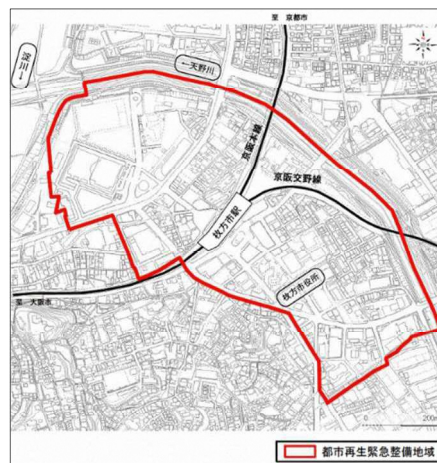 至 京都市
淀川→
←天野川
京阪本線
京阪交野線
枚方市駅
枚方市役所
至 大阪市
0
200m
都市再生緊急整備地域